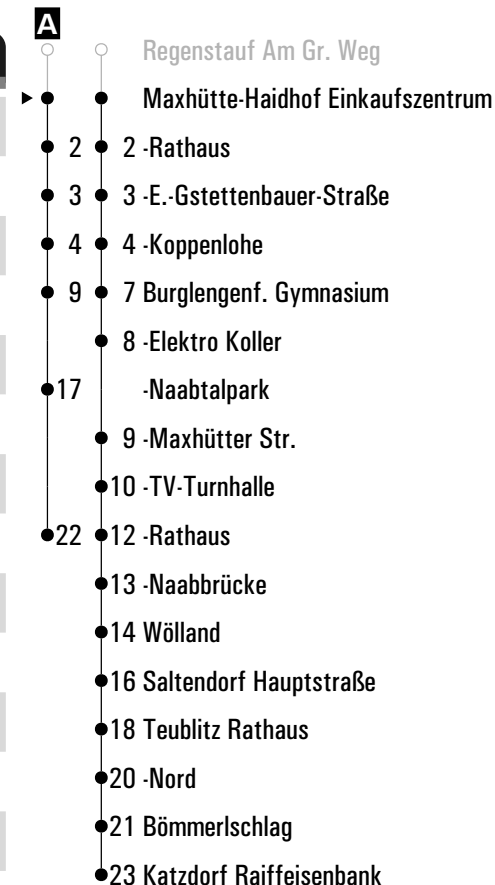 A
Regenstauf Am Gr. Weg
Maxhütte-Haidhof Einkaufszentrum
2 2 -Rathaus
3 3 -E.-Gstettenbauer-Straße
4 4 -Koppenlohe
9 7 Burglengenf. Gymnasium
8 -Elektro Koller
17 -Naabtalpark
9 -Maxhütter Str.
10 -TV-Turnhalle
22 12 -Rathaus
13 -Naabbrücke
14 Wölland
16 Saltendorf Hauptstraße
18 Teublitz Rathaus
20 -Nord
21 Bömmerlschlag
23 Katzdorf Raiffeisenbank